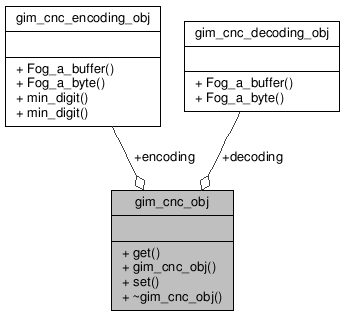 gim_cnc_encoding_obj
+ Fog_a_buffer()
+ Fog_a_byte()
+ min_digit()
+ min_digit()
gim_cnc_decoding_obj
+ Fog_a_buffer()
+ Fog_a_byte()
+encoding
+decoding
gim_cnc_obj
+ get()
+ gim_cnc_obj()
+ set()
+ ~gim_cnc_obj()